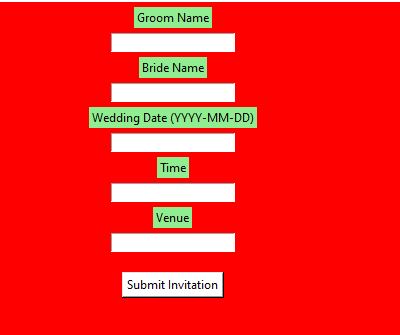 Groom Name
Bride Name
Wedding Date (YYYY-MM-DD)
Time
Venue
Submit Invitation